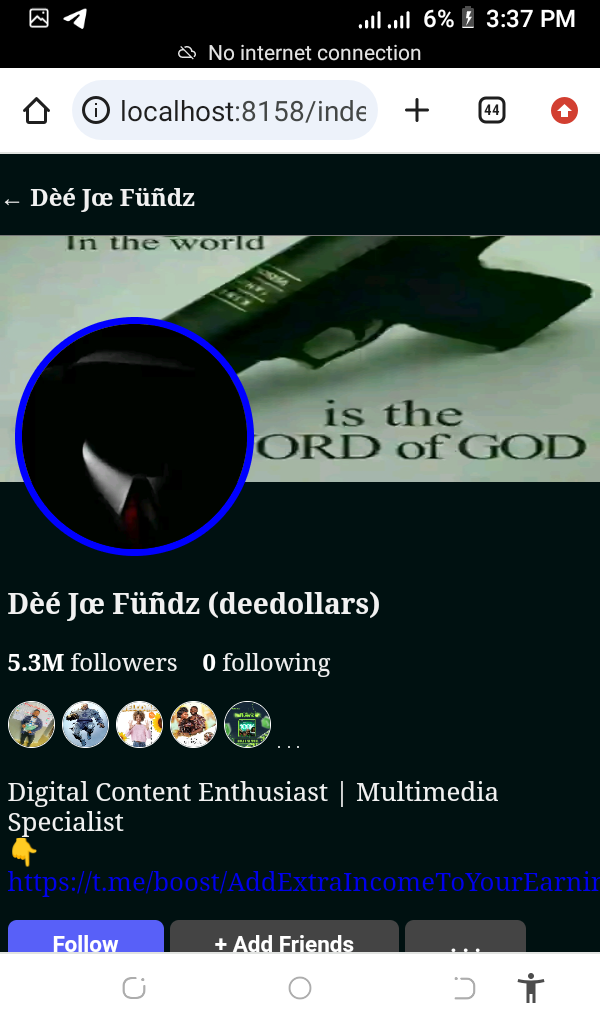 6% 3:37 PM
No internet connection
localhost:8158/inde
44
← Dèé Jœ Füñdz
In the world
is the
ORD of GOD
Dèé Jœ Füñdz (deedollars)
5.3M followers 0 following
. . .
Digital Content Enthusiast | Multimedia
Specialist
👇
https://t.me/boost/AddExtraIncomeToYourEarnin
Follow + Add Friends . . .